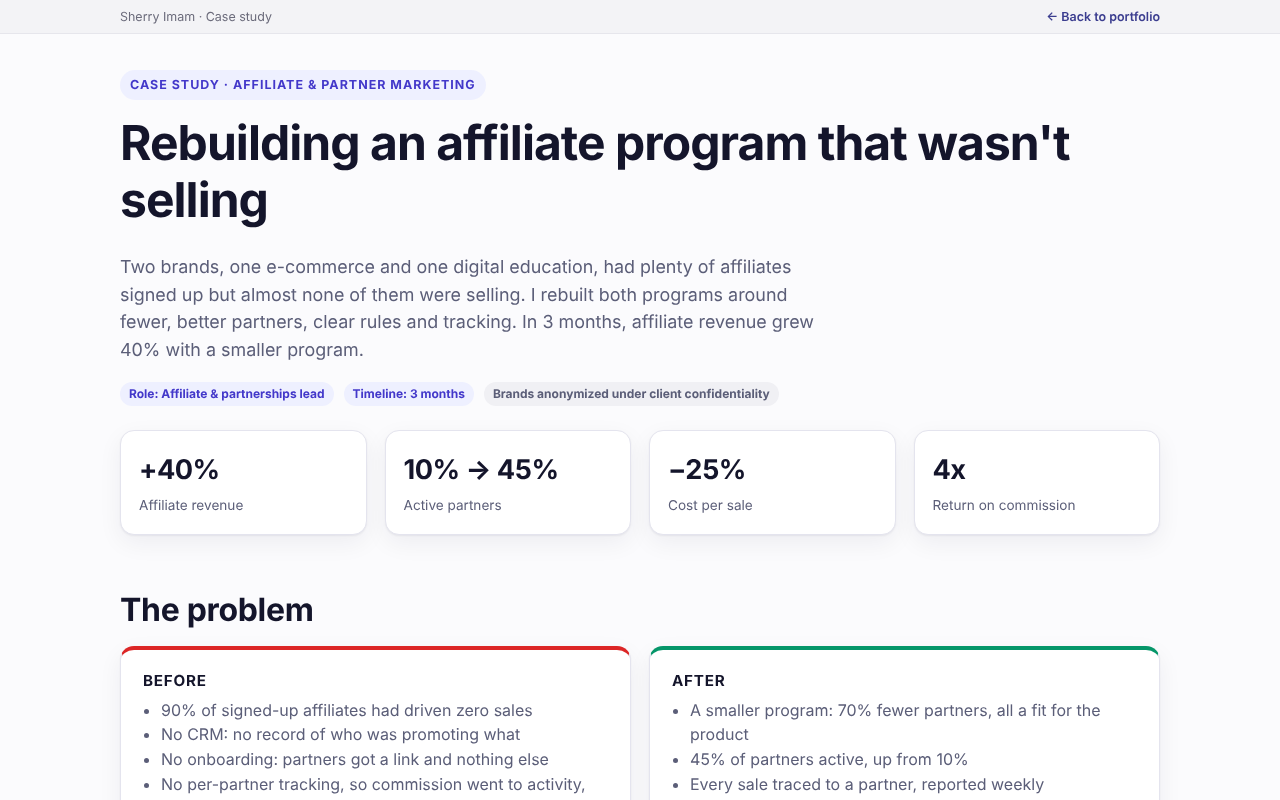 Sherry Imam · Case study
← Back to portfolio
CASE STUDY · AFFILIATE & PARTNER MARKETING
Rebuilding an affiliate program that wasn't
selling
Two brands, one e-commerce and one digital education, had plenty of affiliates
signed up but almost none of them were selling. I rebuilt both programs around
fewer, better partners, clear rules and tracking. In 3 months, affiliate revenue grew
40% with a smaller program.
Role: Affiliate & partnerships lead
Timeline: 3 months
Brands anonymized under client confidentiality
+40%
Affiliate revenue
10% → 45%
Active partners
−25%
Cost per sale
4x
Return on commission
The problem
BEFORE
• 90% of signed-up affiliates had driven zero sales
• No CRM: no record of who was promoting what
• No onboarding: partners got a link and nothing else
• No per-partner tracking, so commission went to activity,
AFTER
• A smaller program: 70% fewer partners, all a fit for the
product
• 45% of partners active, up from 10%
• Every sale traced to a partner, reported weekly